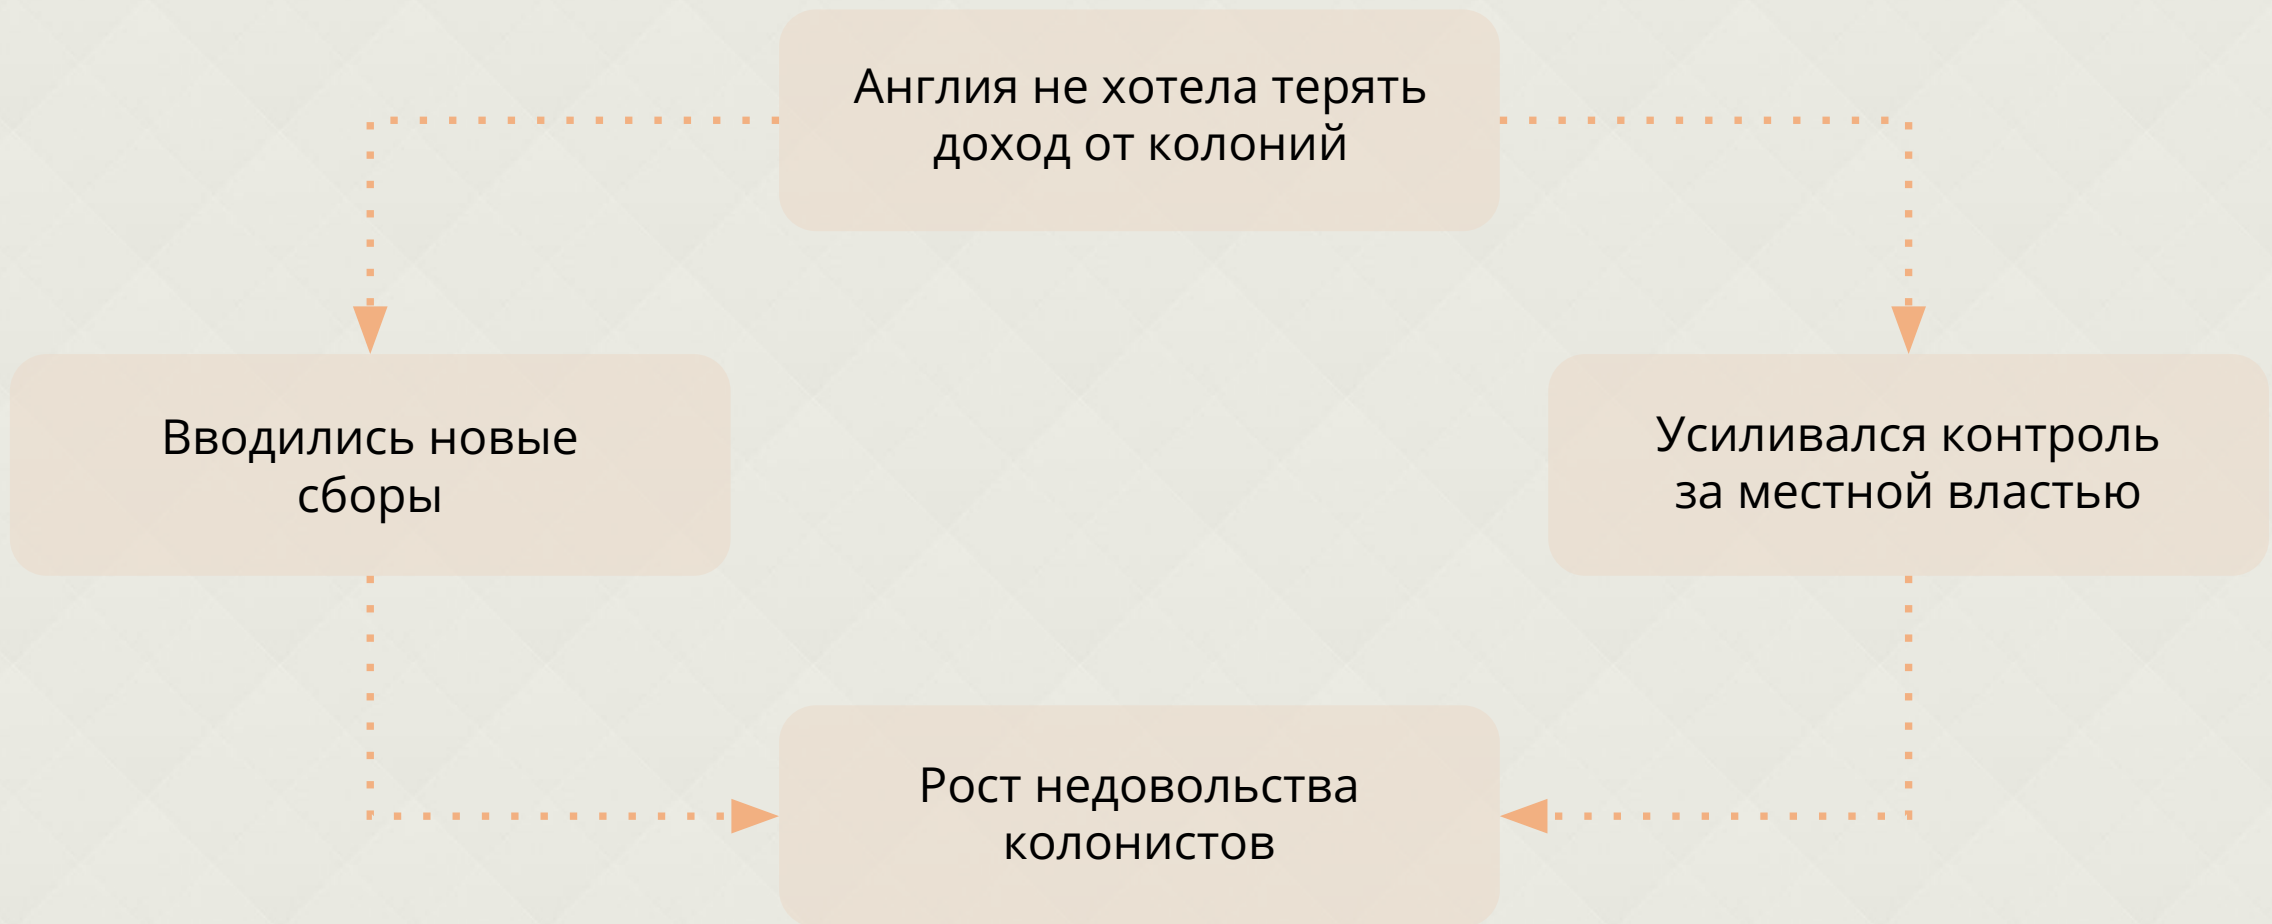 Англия не хотела терять
доход от колоний
Вводились новые
сборы
Усиливался контроль
за местной властью
Рост недовольства
колонистов